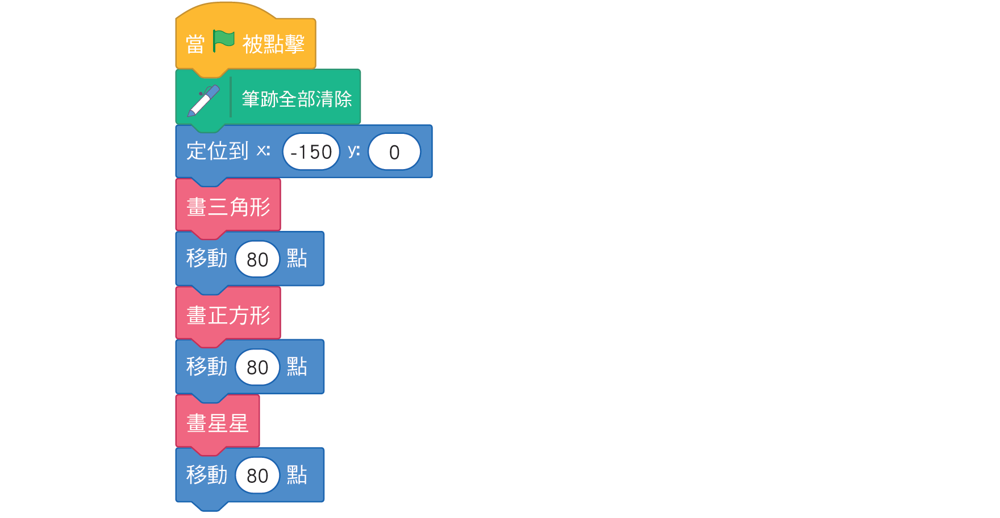 當 被點擊
筆跡全部清除
定位到 x: -150 y: 0
畫三角形
移動 80 點
畫正方形
移動 80 點
畫星星
移動 80 點